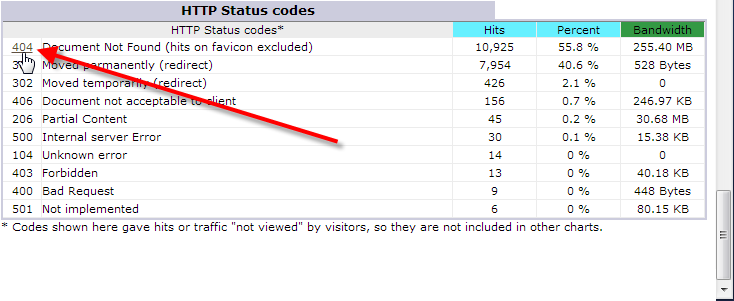 HTTP Status codes
HTTP Status codes* Hits Percent Bandwidth
404 Document Not Found (hits on favicon excluded) 10,925 55.8 % 255.40 MB
Moved permanently (redirect) 7,954 40.6 % 528 Bytes
302 Moved temporarily (redirect) 426 2.1 % 0
406 Document not acceptable to client 156 0.7 % 246.97 KB
206 Partial Content 45 0.2 % 30.68 MB
500 Internal server Error 30 0.1 % 15.38 KB
104 Unknown error 14 0 % 0
403 Forbidden 13 0 % 40.18 KB
400 Bad Request 9 0 % 448 Bytes
501 Not implemented 6 0 % 80.15 KB
* Codes shown here gave hits or traffic "not viewed" by visitors, so they are not included in other charts.